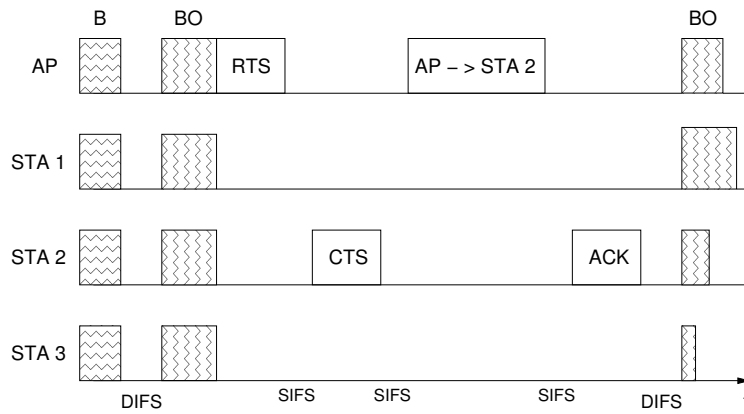 B BO BO
AP RTS AP - > STA 2
STA 1
STA 2 CTS ACK
STA 3
DIFS SIFS SIFS SIFS DIFS